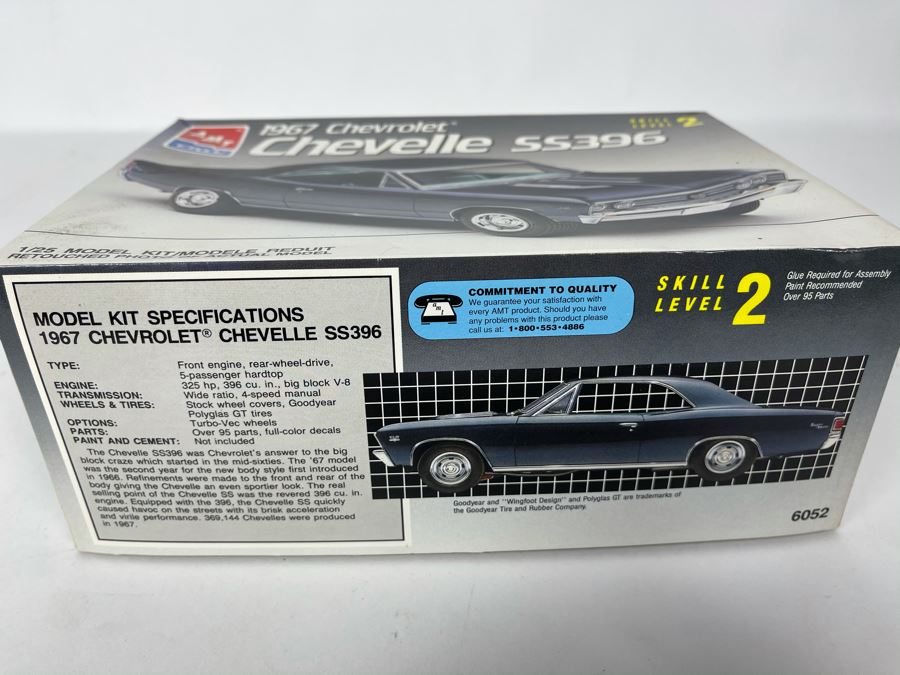 AMT
ERTL
1967 Chevrolet
Chevelle SS396
SKILL
LEVEL 2
1/25 MODEL KIT/MODELE REDUIT
RETOUCHED PHOTO OF ACTUAL MODEL
MODEL KIT SPECIFICATIONS
1967 CHEVROLET® CHEVELLE SS396
TYPE: Front engine, rear-wheel-drive,
5-passenger hardtop
ENGINE: 325 hp, 396 cu. in., big block V-8
TRANSMISSION: Wide ratio, 4-speed manual
WHEELS & TIRES: Stock wheel covers, Goodyear
Polyglas GT tires
OPTIONS: Turbo-Vec wheels
PARTS: Over 95 parts, full-color decals
PAINT AND CEMENT: Not included
The Chevelle SS396 was Chevrolet's answer to the big
block craze which started in the mid-sixties. The '67 model
was the second year for the new body style first introduced
in 1966. Refinements were made to the front and rear of the
body giving the Chevelle an even sportier look. The real
selling point of the Chevelle SS was the revered 396 cu. in.
engine. Equipped with the 396, the Chevelle SS quickly
caused havoc on the streets with its brisk acceleration
and virile performance. 369,144 Chevelles were produced
in 1967.
amt
COMMITMENT TO QUALITY
We guarantee your satisfaction with
every AMT product. Should you have
any problems with this product please
call us at: 1•800•553•4886
SKILL
LEVEL 2
Glue Required for Assembly
Paint Recommended
Over 95 Parts
Goodyear and "Wingfoot Design" and Polyglas GT are trademarks of
the Goodyear Tire and Rubber Company.
6052